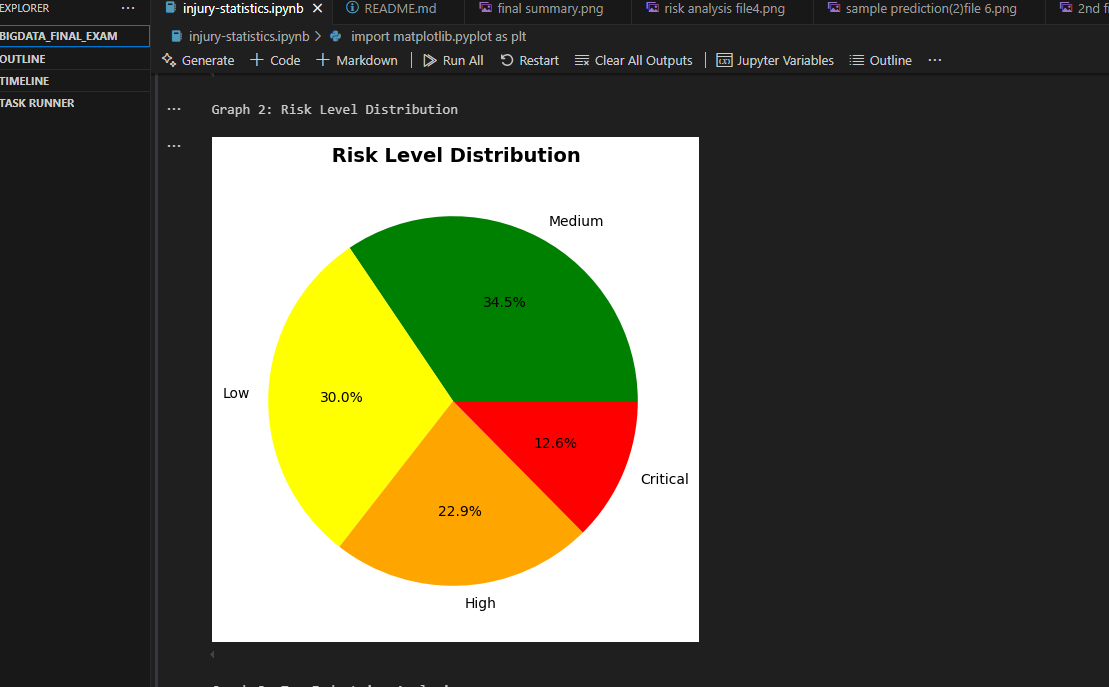 EXPLORER
injury-statistics.ipynb
README.md
final summary.png
risk analysis file4.png
sample prediction(2)file 6.png
2nd f
BIGDATA_FINAL_EXAM
injury-statistics.ipynb > import matplotlib.pyplot as plt
OUTLINE
Generate + Code + Markdown Run All Restart Clear All Outputs Jupyter Variables Outline ...
TIMELINE
TASK RUNNER
Graph 2: Risk Level Distribution
Risk Level Distribution
Medium
34.5%
Low
30.0%
12.6%
Critical
22.9%
High